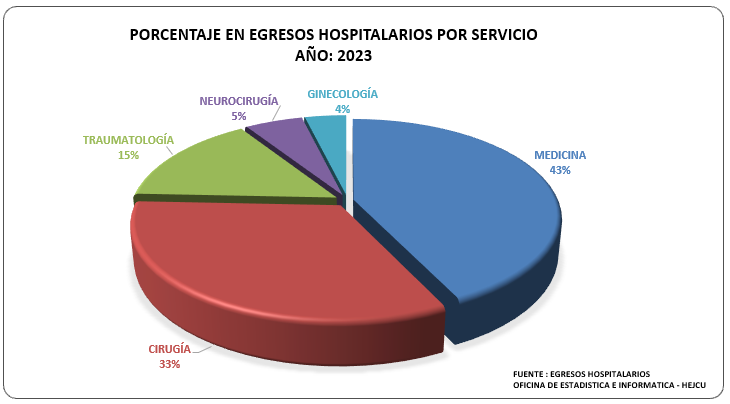 PORCENTAJE EN EGRESOS HOSPITALARIOS POR SERVICIO
AÑO: 2023
GINECOLOGÍA
4%
NEUROCIRUGÍA
5%
TRAUMATOLOGÍA
15%
MEDICINA
43%
CIRUGÍA
33%
FUENTE : EGRESOS HOSPITALARIOS
OFICINA DE ESTADISTICA E INFORMATICA - HEJCU